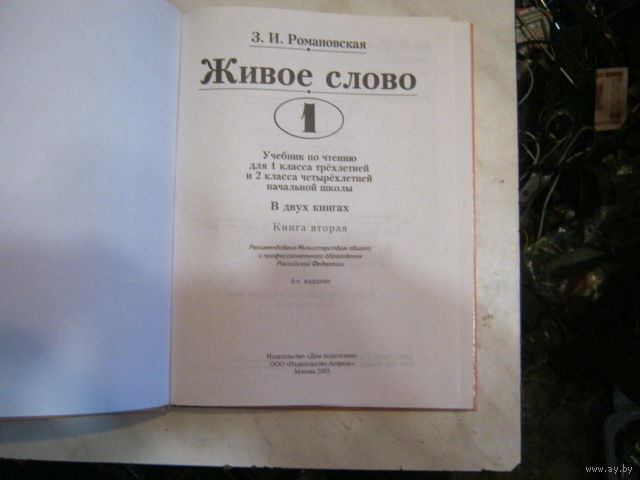 З. И. Романовская
Живое слово
1
Учебник по чтению
для 1 класса трёхлетней
и 2 класса четырёхлетней
начальной школы
В двух книгах
Книга вторая
Рекомендовано Министерством общего
и профессионального образования
Российской Федерации
4-е издание
Издательство «Дом педагогики»
ООО «Издательство Астрель»
Москва 2005
www.ay.by